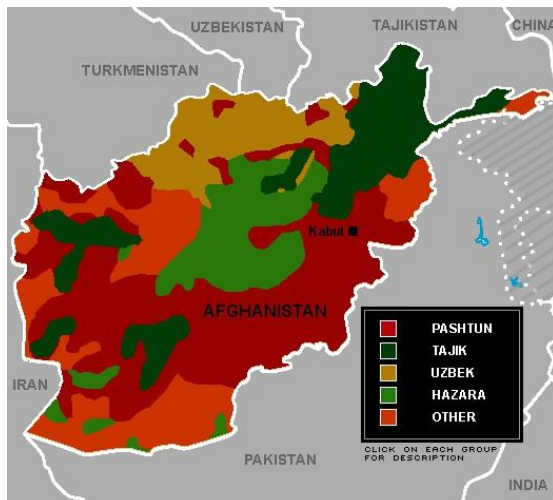 UZBEKISTAN
TAJIKISTAN
CHINA
TURKMENISTAN
Kabul
AFGHANISTAN
PASHTUN
TAJIK
UZBEK
HAZARA
OTHER
IRAN
CLICK ON EACH GROUP
FOR DESCRIPTION
PAKISTAN
INDIA